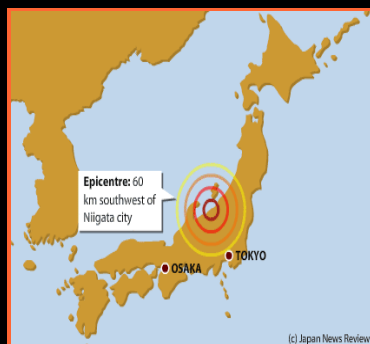 Epicentre: 60
km southwest of
Niigata city
TOKYO
OSAKA
(c) Japan News Review